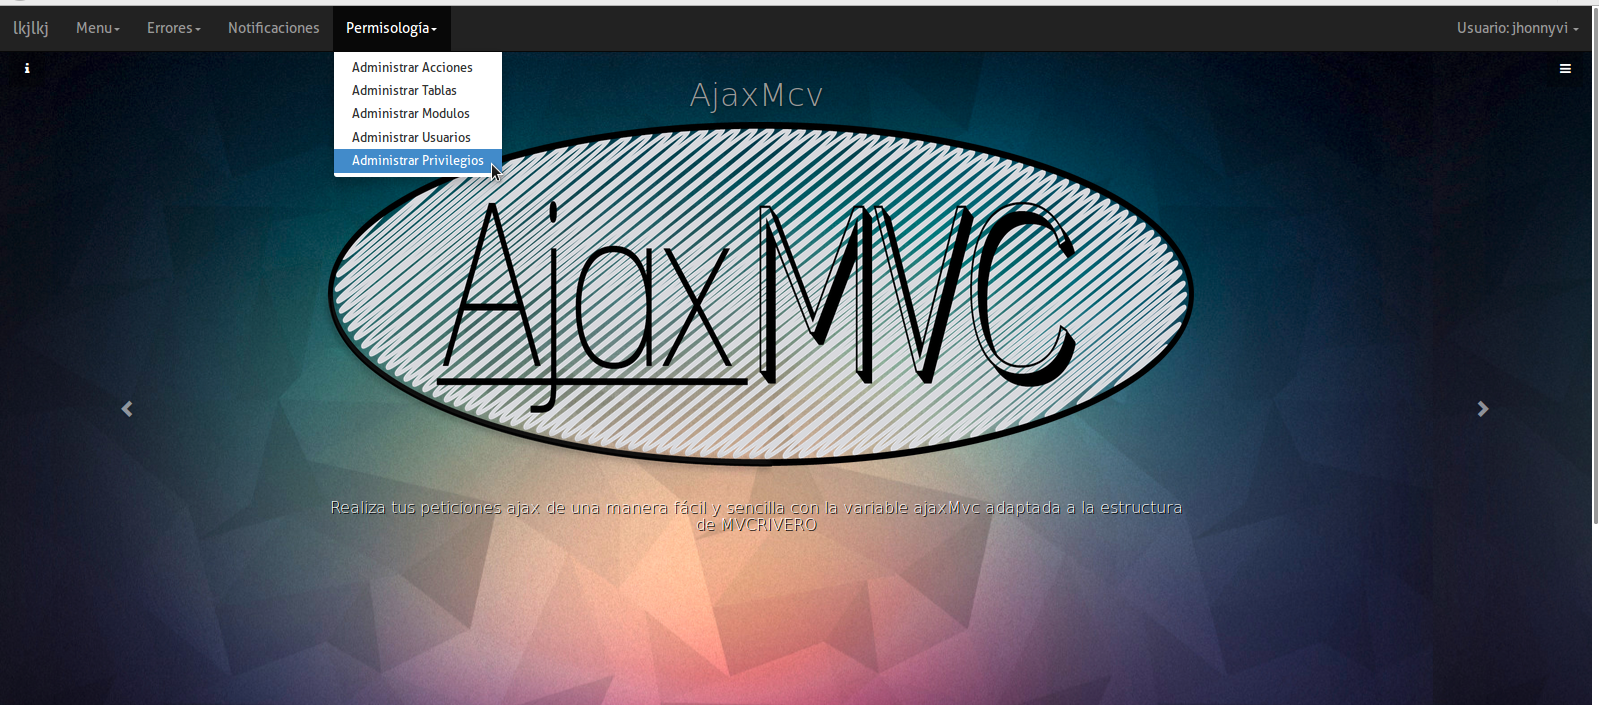 lkjlkj Menu Errores Notificaciones Permisología Usuario: jhonnyvi
Administrar Acciones
Administrar Tablas
Administrar Modulos
Administrar Usuarios
Administrar Privilegios
AjaxMcv
AjaxMVC
Realiza tus peticiones ajax de una manera fácil y sencilla con la variable ajaxMvc adaptada a la estructura
de MVCRIVERO